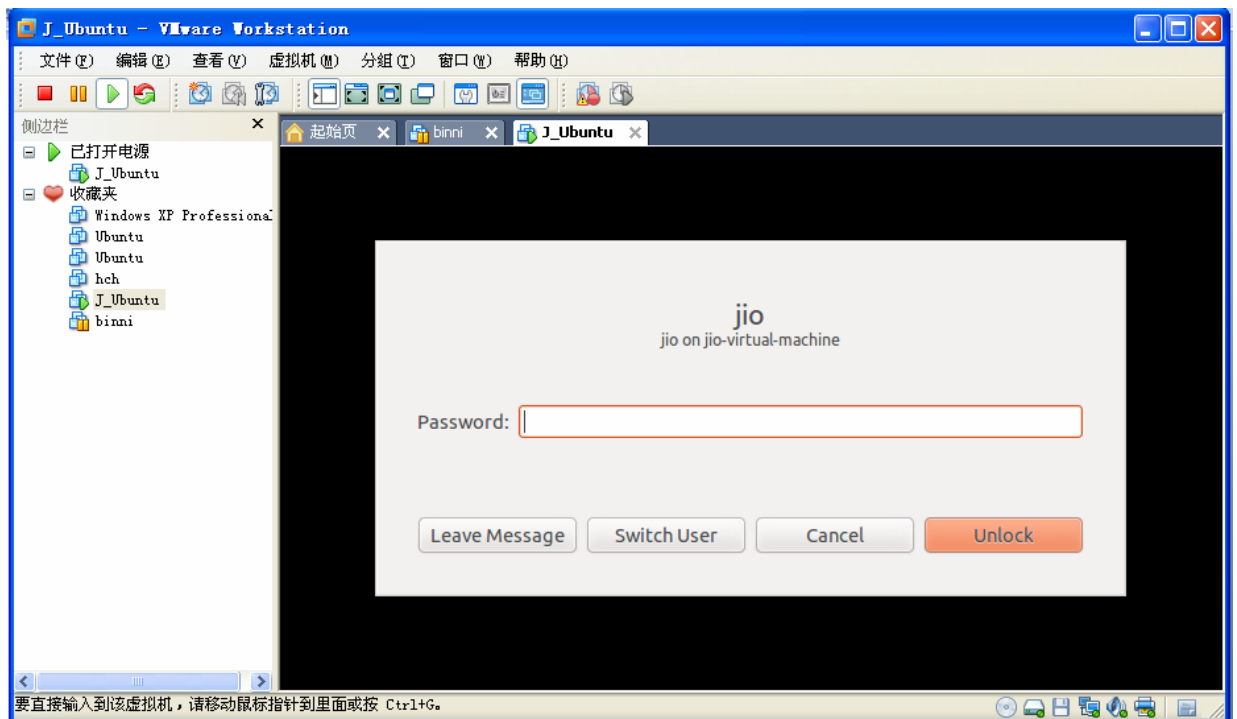 J_Ubuntu - VMware Workstation
文件(F) 编辑(E) 查看(V) 虚拟机(M) 分组(T) 窗口(W) 帮助(H)
侧边栏
起始页 binni J_Ubuntu
已打开电源
J_Ubuntu
收藏夹
Windows XP Professional
Ubuntu
Ubuntu
hch
J_Ubuntu
binni
jio
jio on jio-virtual-machine
Password:
Leave Message Switch User Cancel Unlock
要直接输入到该虚拟机，请移动鼠标指针到里面或按 Ctrl+G。